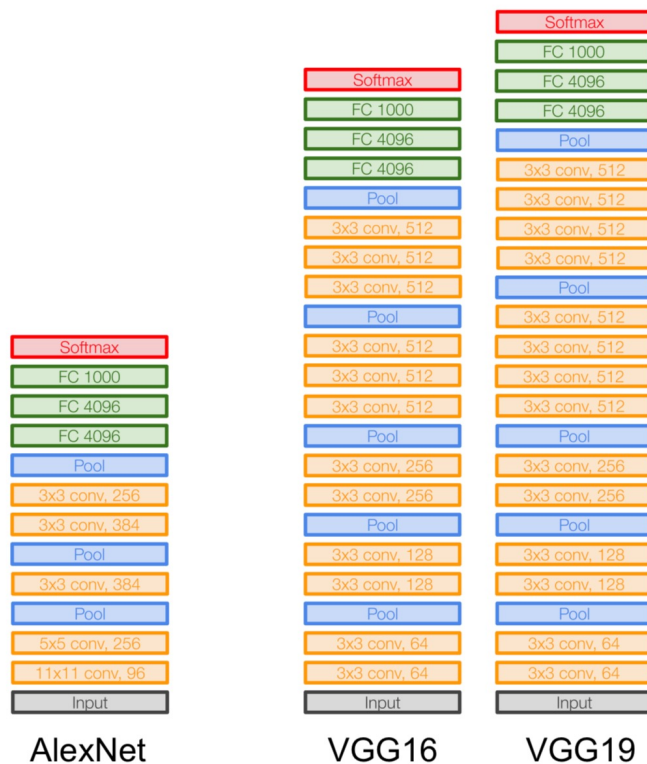 Softmax
FC 1000
FC 4096
FC 4096
Pool
3x3 conv, 256
3x3 conv, 384
Pool
3x3 conv, 384
Pool
5x5 conv, 256
11x11 conv, 96
Input
AlexNet
Softmax
FC 1000
FC 4096
FC 4096
Pool
3x3 conv, 512
3x3 conv, 512
3x3 conv, 512
Pool
3x3 conv, 512
3x3 conv, 512
3x3 conv, 512
Pool
3x3 conv, 256
3x3 conv, 256
Pool
3x3 conv, 128
3x3 conv, 128
Pool
3x3 conv, 64
3x3 conv, 64
Input
VGG16
Softmax
FC 1000
FC 4096
FC 4096
Pool
3x3 conv, 512
3x3 conv, 512
3x3 conv, 512
3x3 conv, 512
Pool
3x3 conv, 512
3x3 conv, 512
3x3 conv, 512
3x3 conv, 512
Pool
3x3 conv, 256
3x3 conv, 256
Pool
3x3 conv, 128
3x3 conv, 128
Pool
3x3 conv, 64
3x3 conv, 64
Input
VGG19